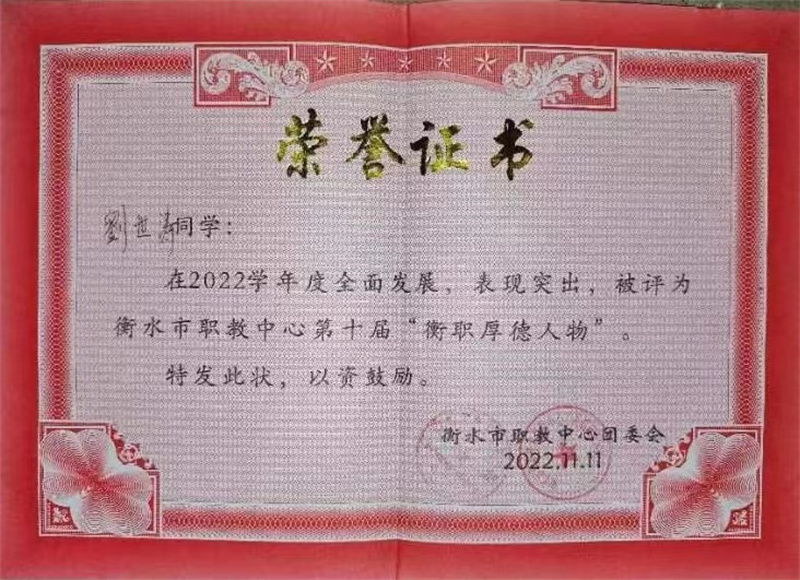 荣誉证书
劉世涛同学：
在2022学年度全面发展，表现突出，被评为
衡水市职教中心第十届“衡职厚德人物”。
特发此状，以资鼓励。
衡水市职教中心团委会
2022.11.11